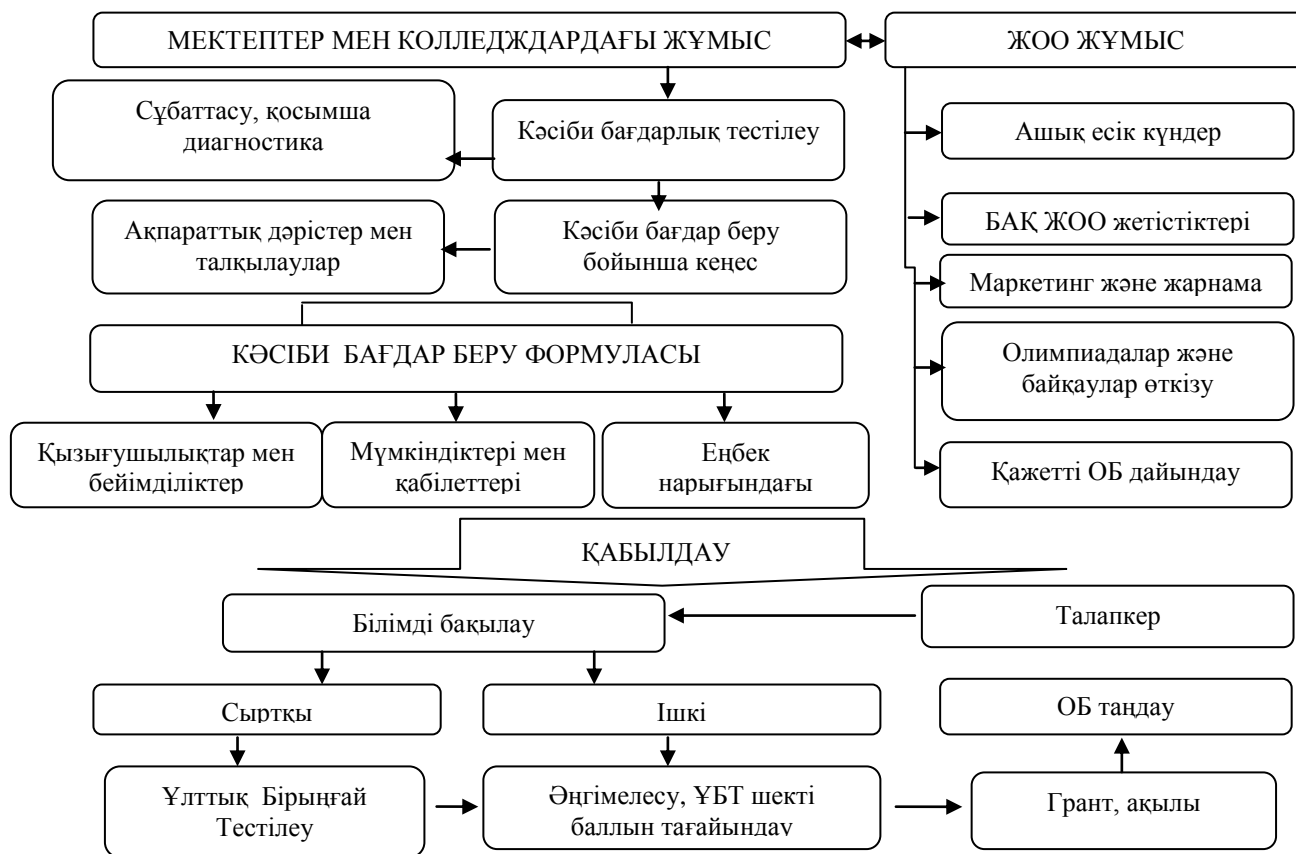 МЕКТЕПТЕР МЕН КОЛЛЕДЖДАРДАҒЫ ЖҰМЫС
ЖОО ЖҰМЫС
Сұбаттасу, қосымша
диагностика
Кәсіби бағдарлық тестілеу
Ашық есік күндер
Ақпараттық дәрістер мен
талқылаулар
Кәсіби бағдар беру
бойынша кеңес
БАҚ ЖОО жетістіктері
Маркетинг және жарнама
КӘСІБИ БАҒДАР БЕРУ ФОРМУЛАСЫ
Олимпиадалар және
байқаулар өткізу
Қызығушылықтар мен
бейімділіктер
Мүмкіндіктері мен
қабілеттері
Еңбек
нарығындағы
Қажетті ОБ дайындау
ҚАБЫЛДАУ
Білімді бақылау
Талапкер
Сыртқы
Ішкі
ОБ таңдау
Ұлттық Бірыңғай
Тестілеу
Әңгімелесу, ҰБТ шекті
баллын тағайындау
Грант, ақылы